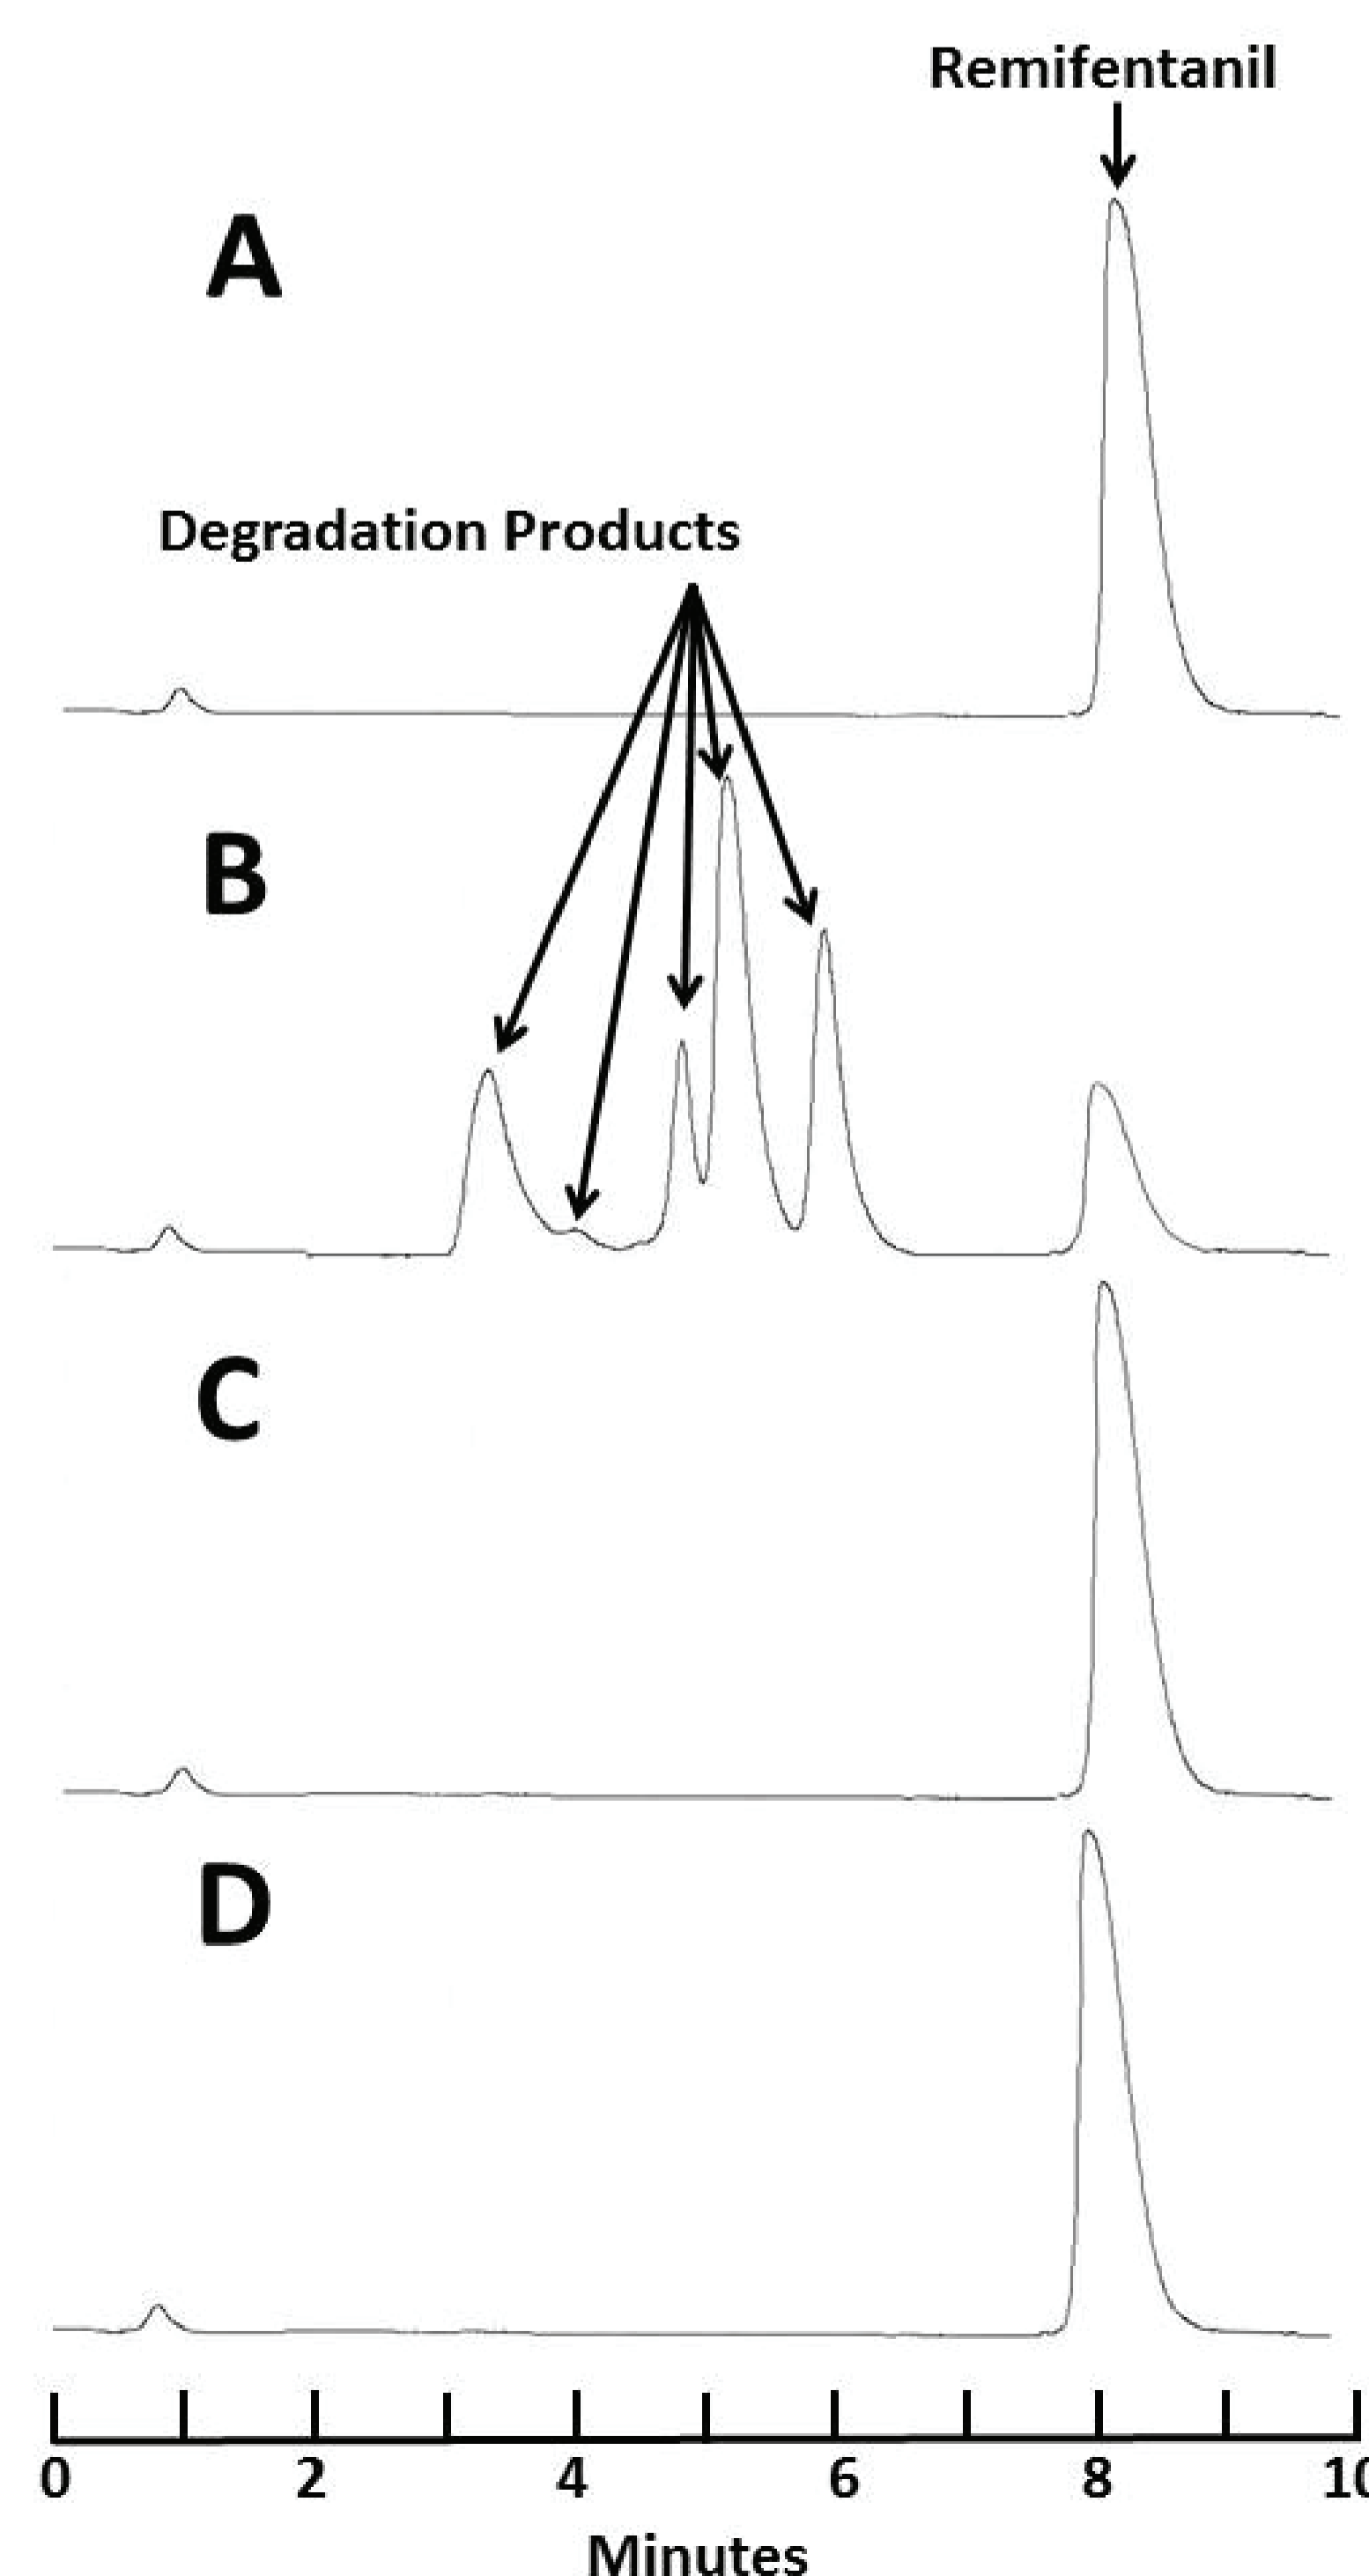 Remifentanil
A
Degradation Products
B
C
D
0 2 4 6 8 10
Minutes